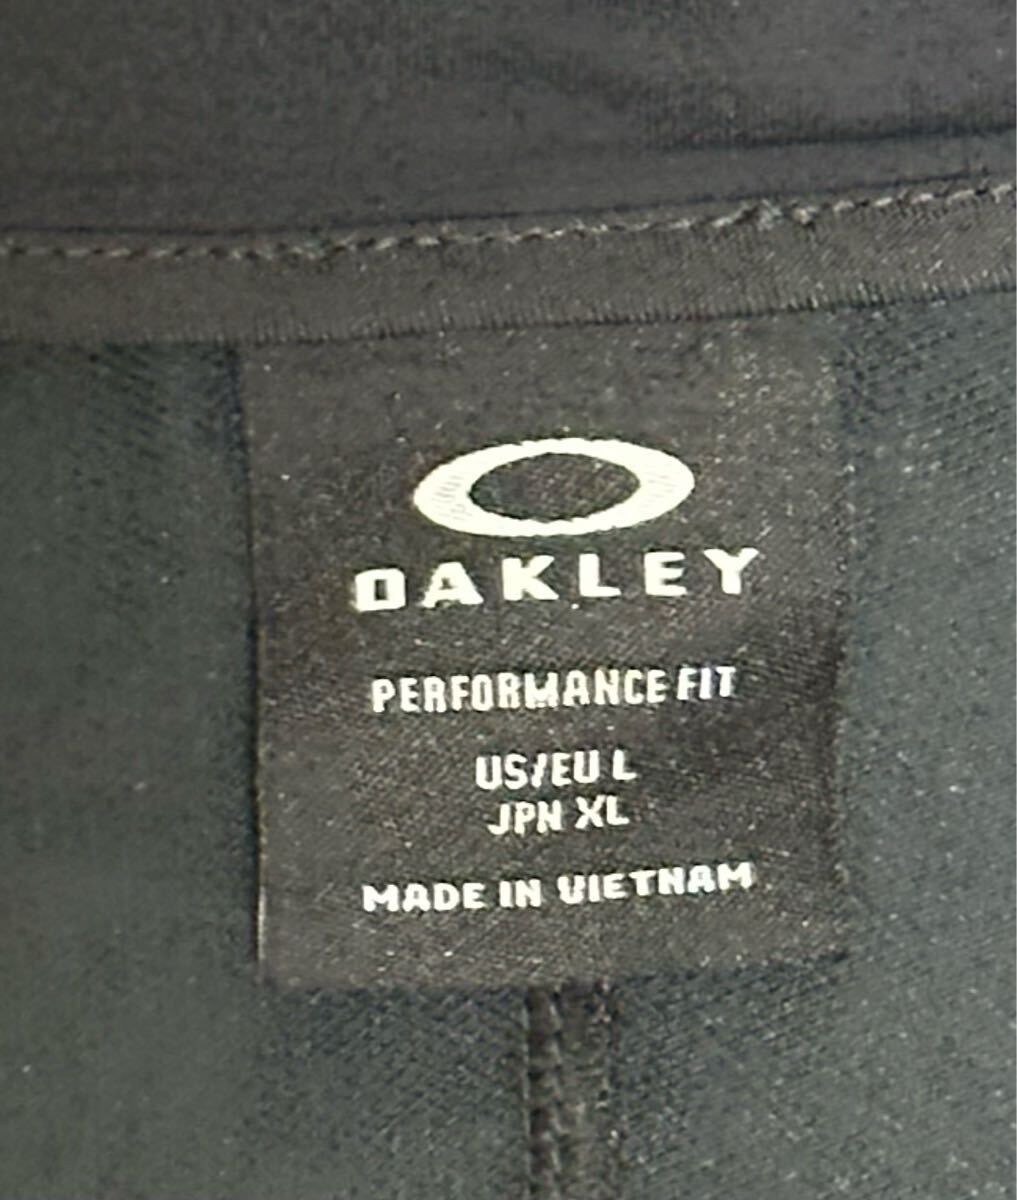 OAKLEY
PERFORMANCE FIT
US/EU L
JPN XL
MADE IN VIETNAM